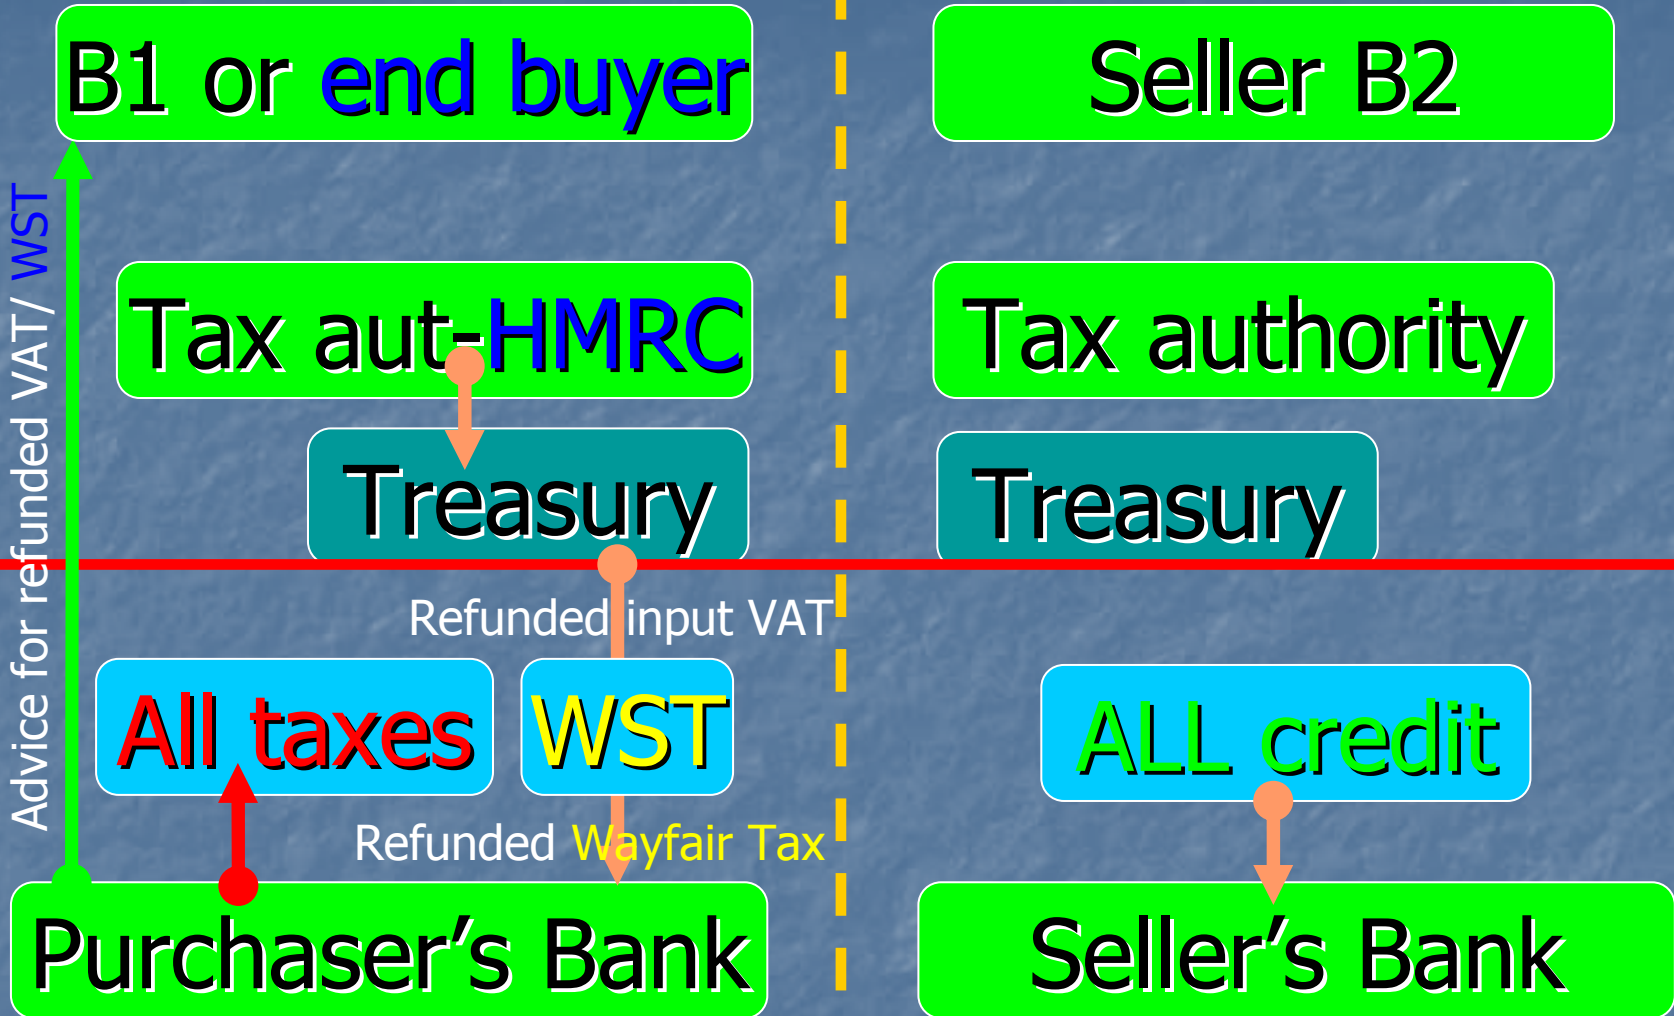 B1 or end buyer
Seller B2
Advice for refunded VAT/ WST
Tax aut-HMRC
Tax authority
Treasury
Treasury
Refunded input VAT
All taxes
WST
ALL credit
Refunded Wayfair Tax
Purchaser’s Bank
Seller’s Bank